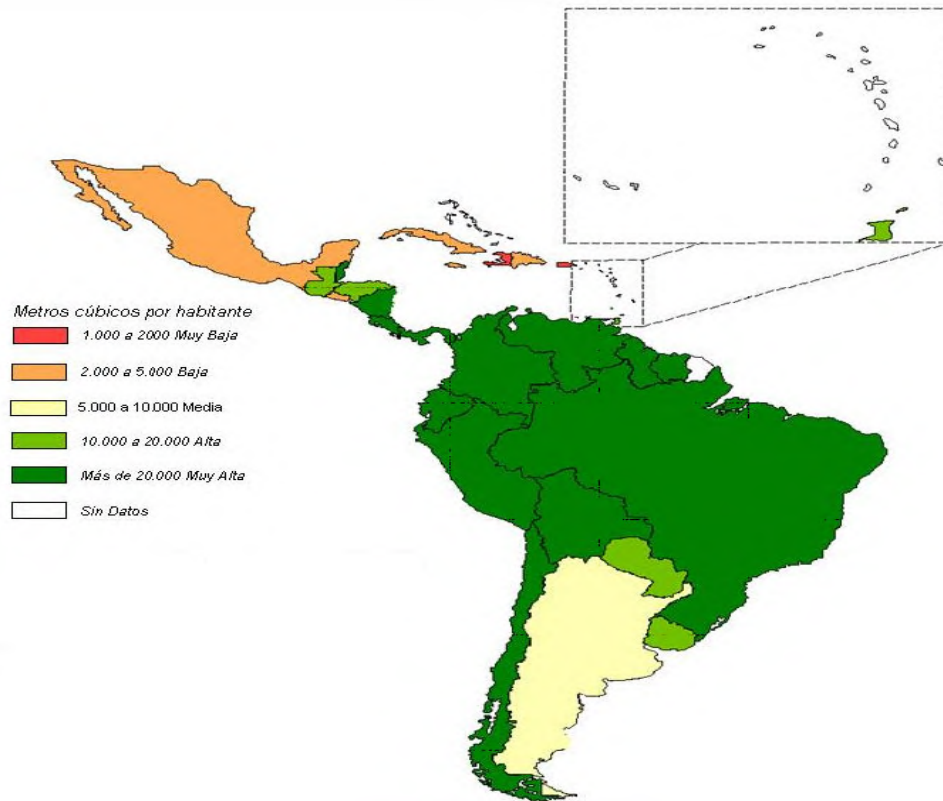 Metros cúbicos por habitante
1.000 a 2000 Muy Baja
2.000 a 5.000 Baja
5.000 a 10.000 Media
10.000 a 20.000 Alta
Más de 20.000 Muy Alta
Sin Datos